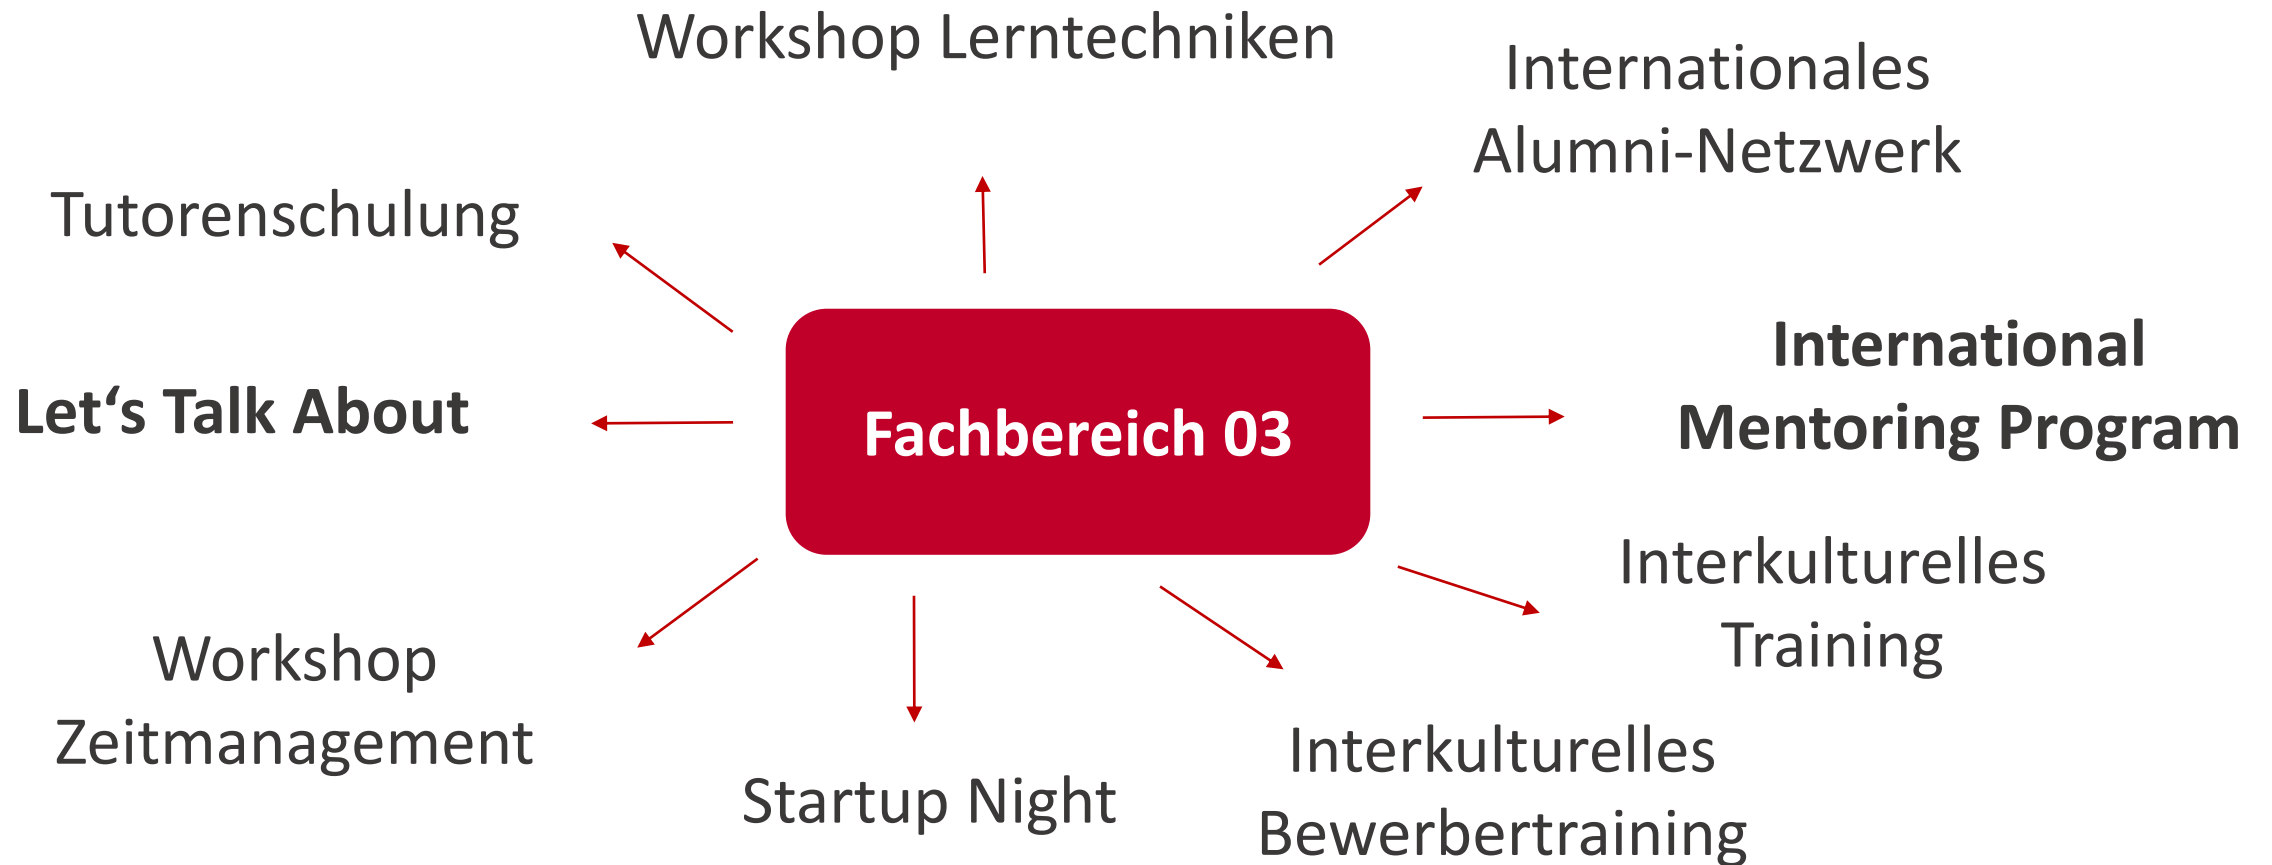 Workshop Lerntechniken
Internationales
Alumni-Netzwerk
Tutorenschulung
International
Mentoring Program
Let‘s Talk About
Fachbereich 03
Interkulturelles
Training
Workshop
Zeitmanagement
Startup Night
Interkulturelles
Bewerbertraining